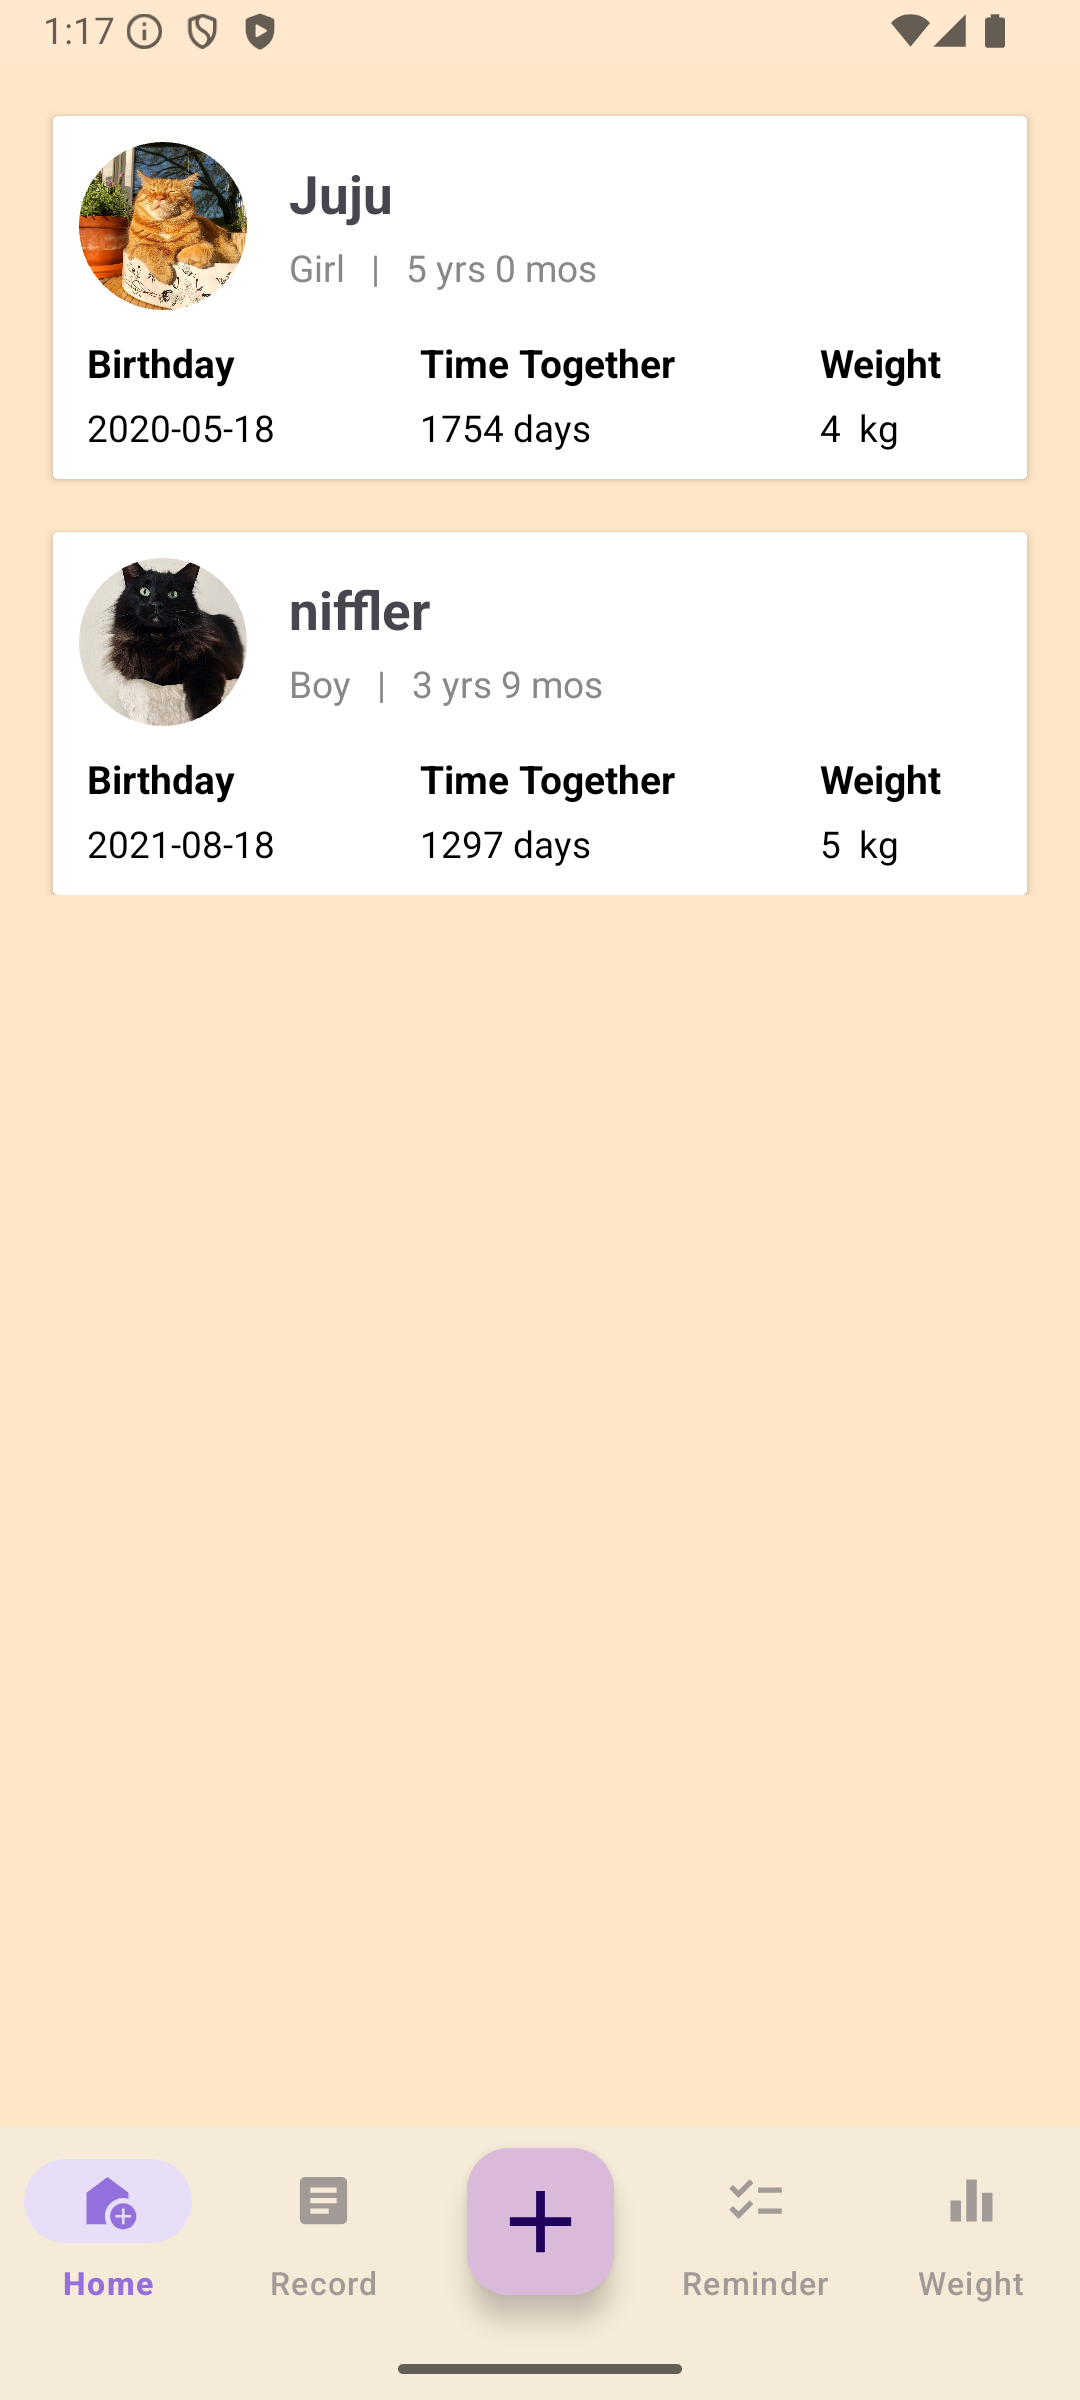 1:17
Juju
Girl | 5 yrs 0 mos
Birthday Time Together Weight
2020-05-18 1754 days 4 kg
niffler
Boy | 3 yrs 9 mos
Birthday Time Together Weight
2021-08-18 1297 days 5 kg
Home Record Reminder Weight